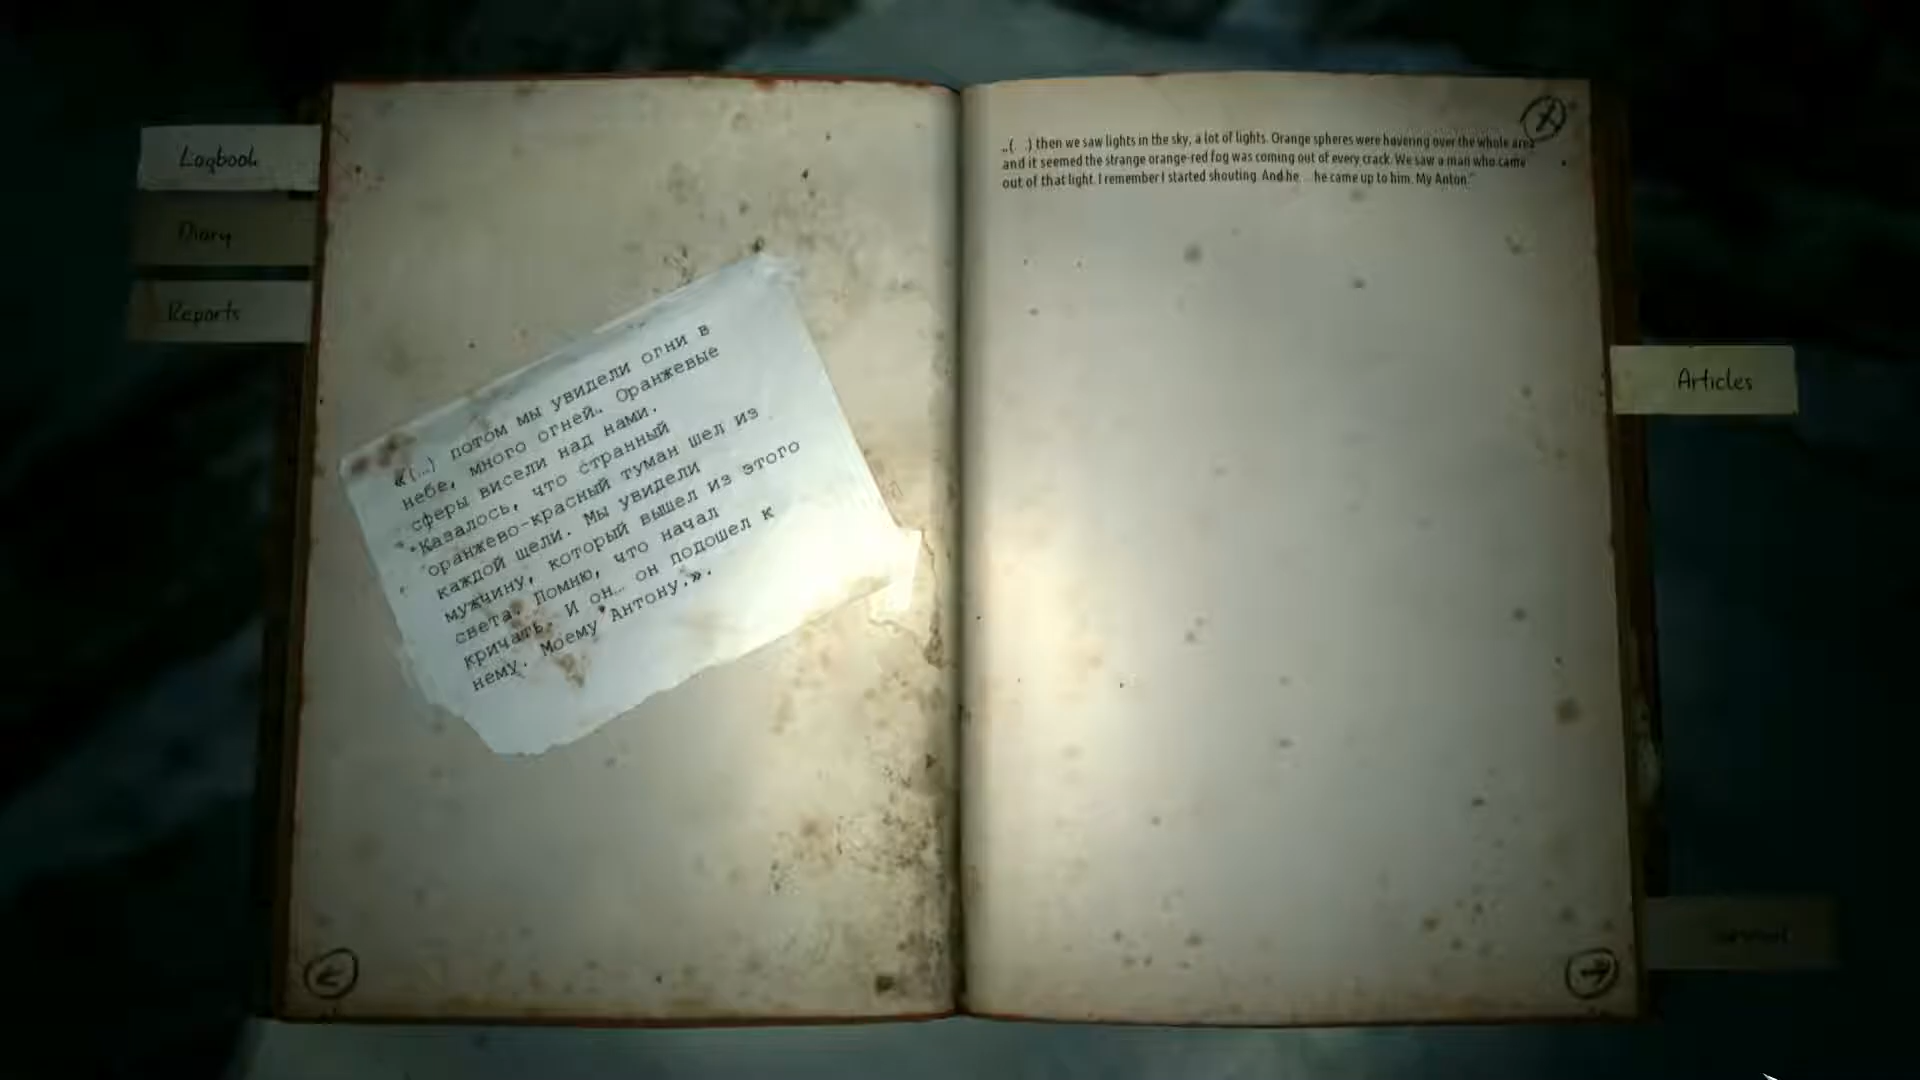 Logbook
Diary
Reports
«(…) потом мы увидели огни в
небе, много огней.. Оранжевые
сферы висели над нами.
Казалось, что странный
оранжево-красный туман шел из
каждой щели. Мы увидели
мужчину, который вышел из этого
света. Помню, что начал
кричать. И он… он подошел к
нему. Моему Антону.».
„(. .) then we saw lights in the sky, a lot of lights. Orange spheres were hovering over the whole area
and it seemed the strange orange-red fog was coming out of every crack. We saw a man who came
out of that light. I remember I started shouting. And he... he came up to him. My Anton."
Articles